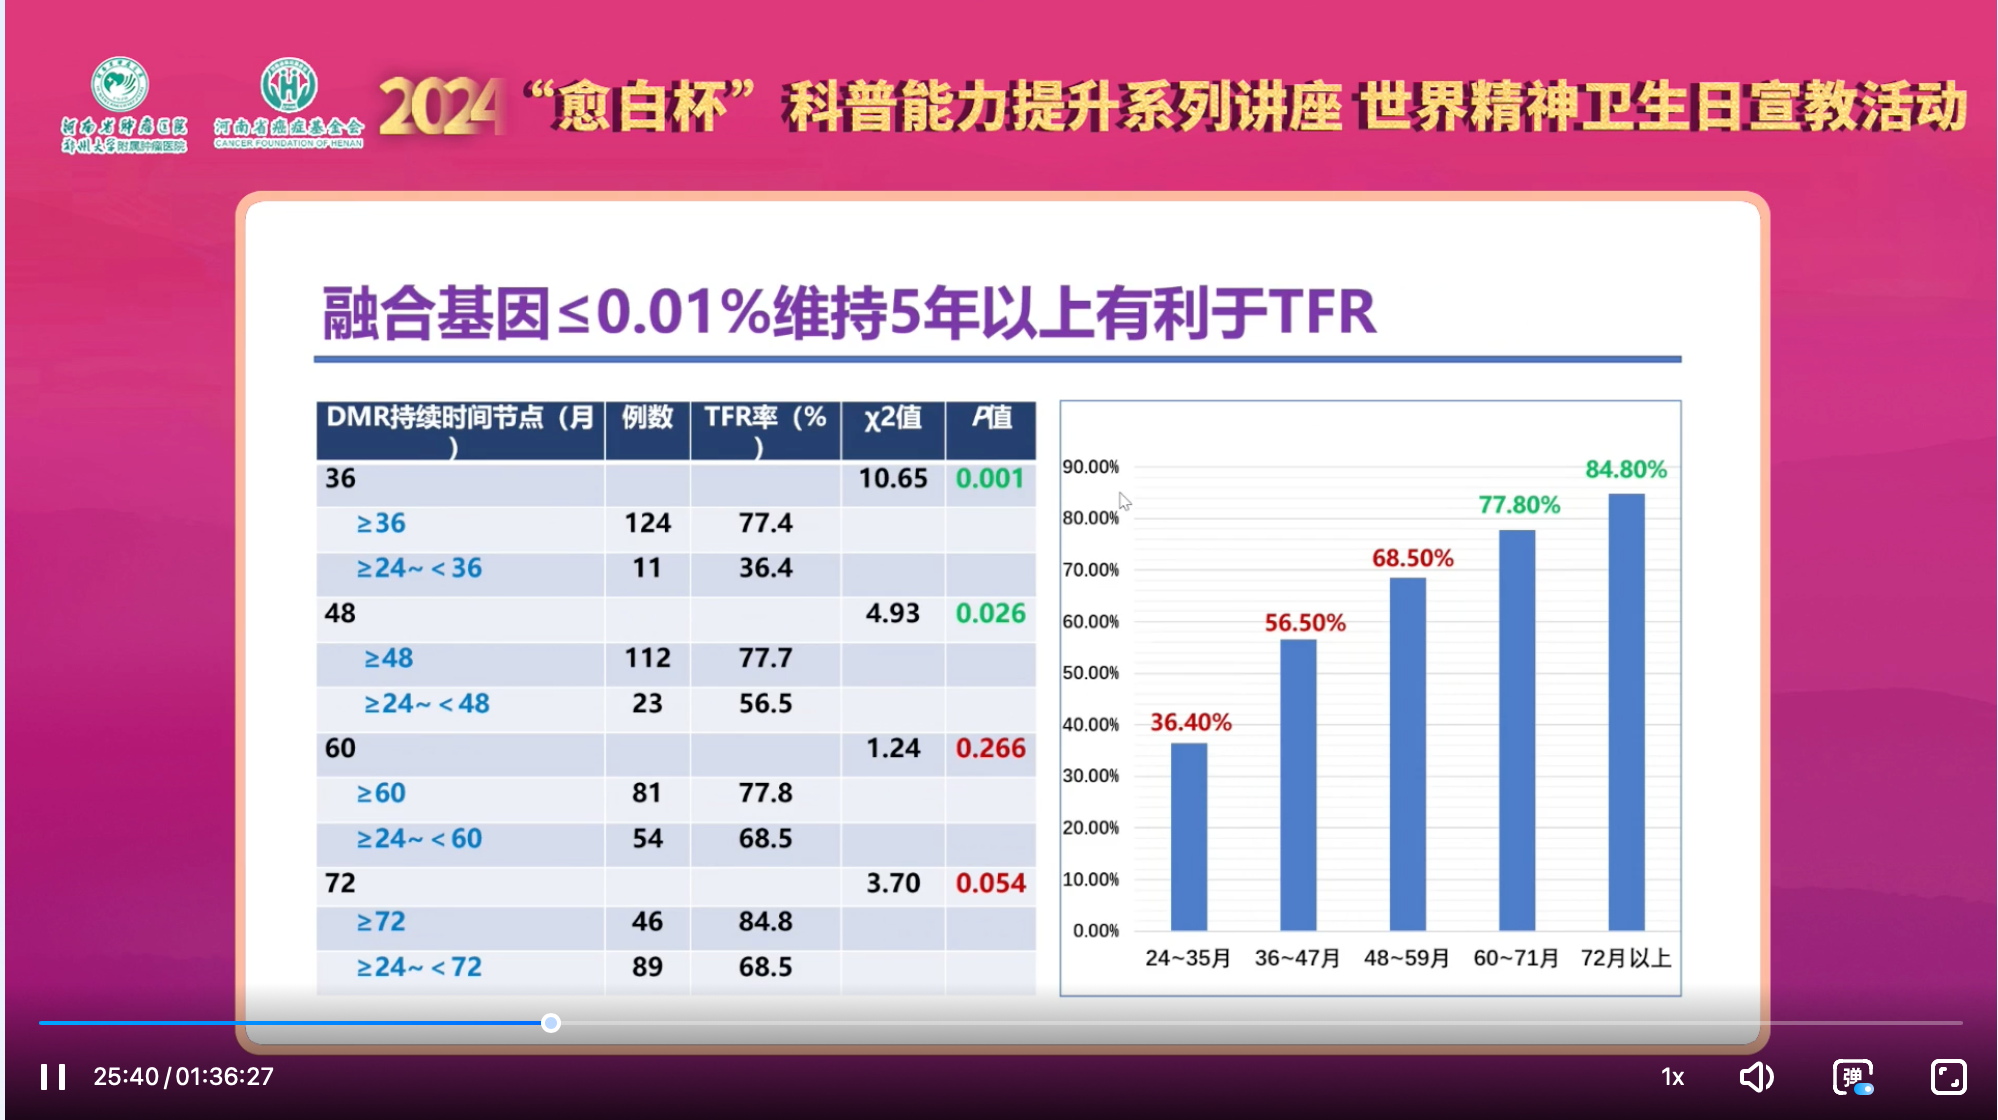 河南省肿瘤医院
郑州大学附属肿瘤医院
河南省癌症基金会
CANCER FOUNDATION OF HENAN
2024 “愈白杯” 科普能力提升系列讲座 世界精神卫生日宣教活动
融合基因≤0.01%维持5年以上有利于TFR
DMR持续时间节点（月） 例数 TFR率（%） χ2值 P值
36 10.65 0.001
≥36 124 77.4
≥24~＜36 11 36.4
48 4.93 0.026
≥48 112 77.7
≥24~＜48 23 56.5
60 1.24 0.266
≥60 81 77.8
≥24~＜60 54 68.5
72 3.70 0.054
≥72 46 84.8
≥24~＜72 89 68.5
90.00%
80.00%
70.00%
60.00%
50.00%
40.00%
30.00%
20.00%
10.00%
0.00%
36.40%
56.50%
68.50%
77.80%
84.80%
24~35月 36~47月 48~59月 60~71月 72月以上
25:40/01:36:27
1x
弹